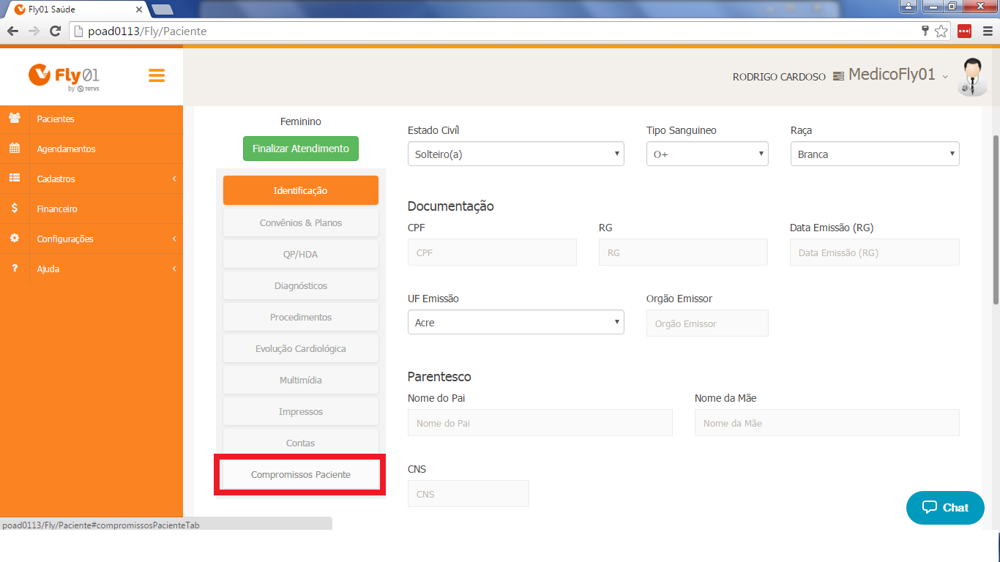 Fly01 Saúde
poad0113/Fly/Paciente
Fly01
by TOTVS
RODRIGO CARDOSO MedicoFly01
Pacientes
Agendamentos
Cadastros
Financeiro
Configurações
Ajuda
Feminino
Finalizar Atendimento
Identificação
Convênios & Planos
QP/HDA
Diagnósticos
Procedimentos
Evolução Cardiológica
Multimídia
Impressos
Contas
Compromissos Paciente
Estado Civíl Tipo Sanguineo Raça
Solteiro(a) O+ Branca
Documentação
CPF RG Data Emissão (RG)
CPF RG Data Emissão (RG)
UF Emissão Orgão Emissor
Acre Orgão Emissor
Parentesco
Nome do Pai Nome da Mãe
Nome do Pai Nome da Mãe
CNS
CNS
Chat
poad0113/Fly/Paciente#compromissosPacienteTab